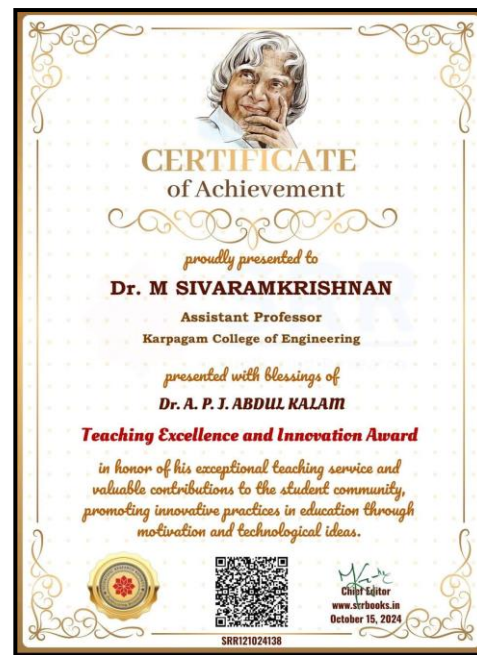 CERTIFICATE
of Achievement
proudly presented to
Dr. M SIVARAMKRISHNAN
Assistant Professor
Karpagam College of Engineering
presented with blessings of
Dr. A. P. J. ABDUL KALAM
Teaching Excellence and Innovation Award
in honor of his exceptional teaching service and
valuable contributions to the student community,
promoting innovative practices in education through
motivation and technological ideas.
Chief Editor
www.srrbooks.in
October 15, 2024
SRR121024138